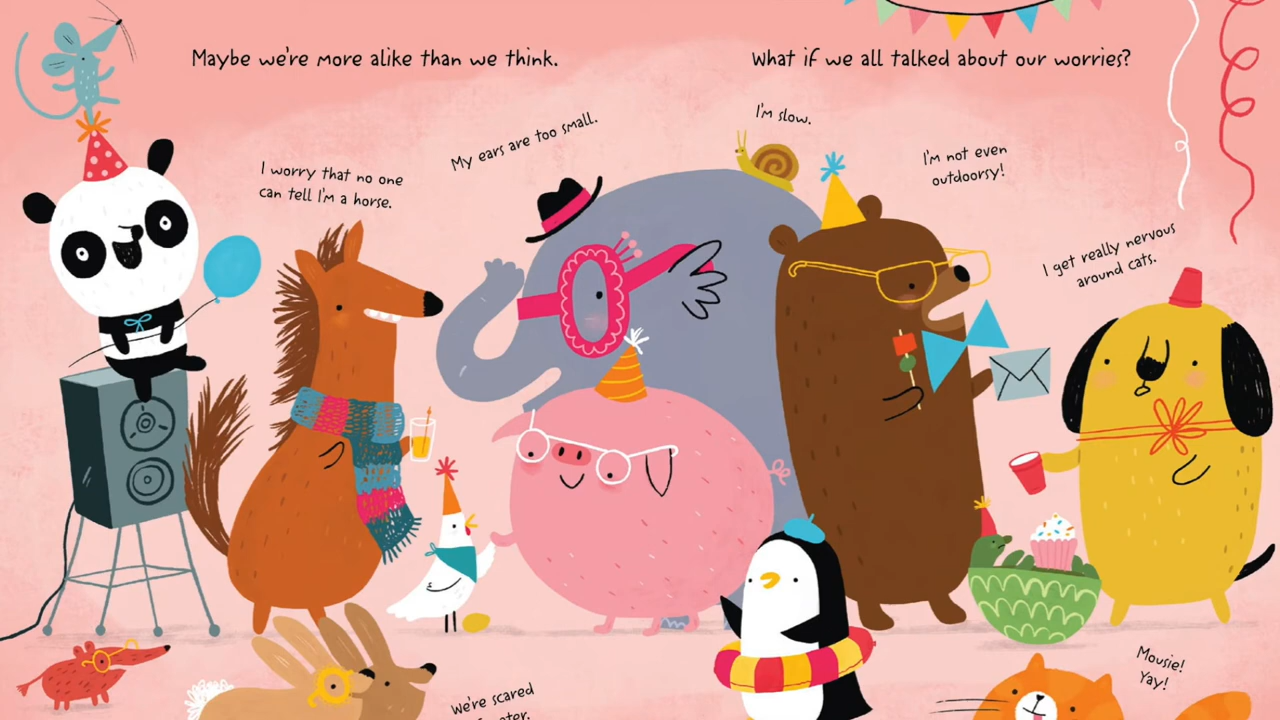 Maybe we're more alike than we think.
What if we all talked about our worries?
I worry that no one
can tell I'm a horse.
My ears are too small.
I'm slow.
I'm not even
outdoorsy!
I get really nervous
around cats.
We're scared
Mousie!
Yay!